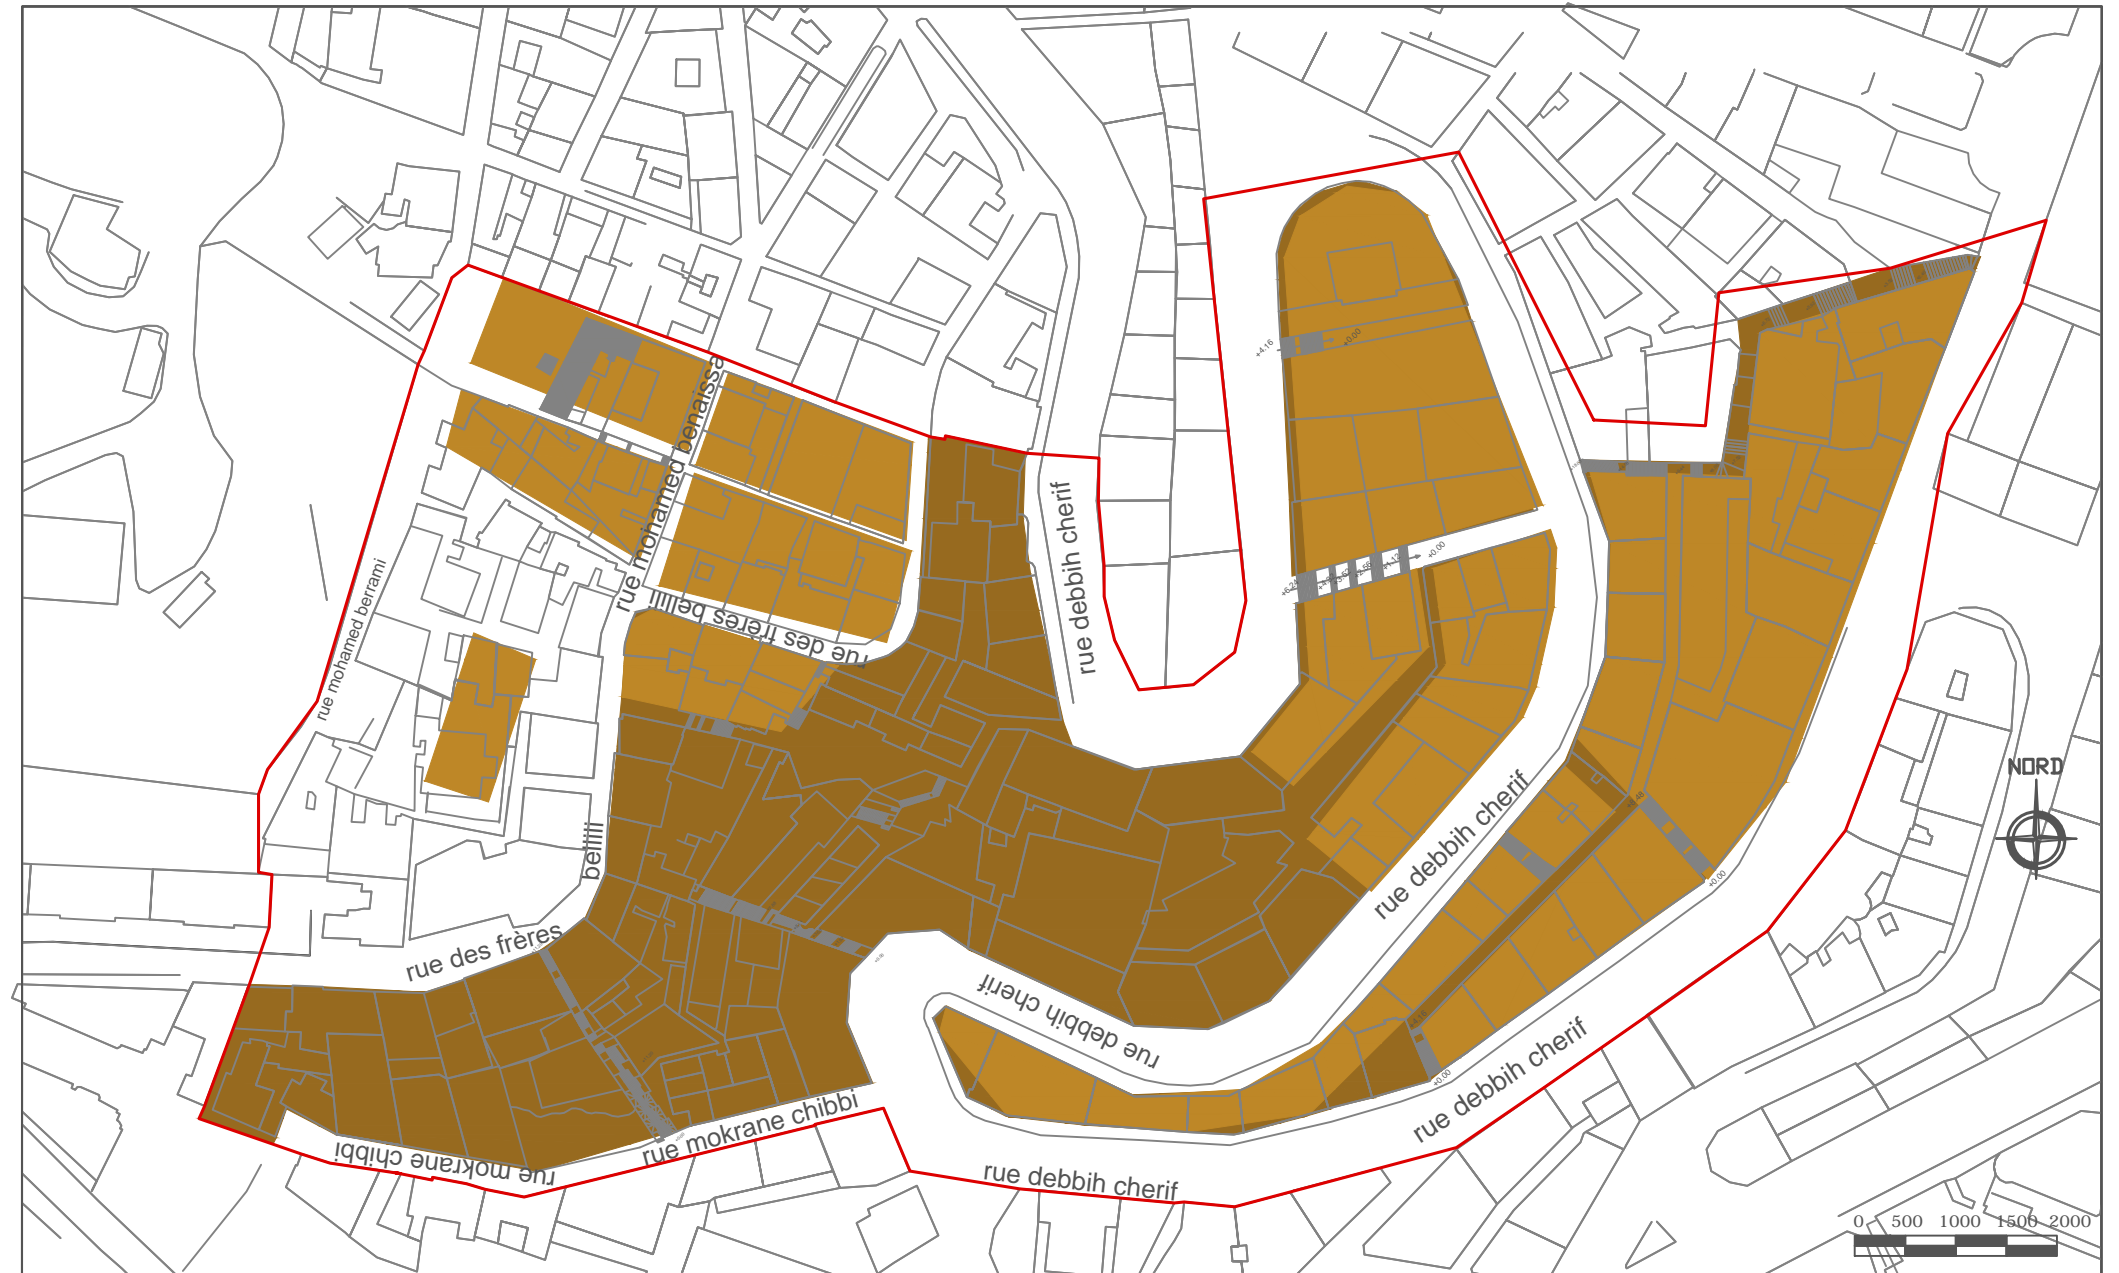 +4.16
+0.00
rue mohamed benaissa
rue debbih cherif
+0.00
+6.24
rue mohamed berrami
rue des frères bellili
NORD
bellili
rue debbih cherif
+0.00
rue des frères
rue debbih cherif
rue debbih cherif
+0.00
rue mokrane chibbi
rue mokrane chibbi
rue debbih cherif
0 500 1000 1500 2000